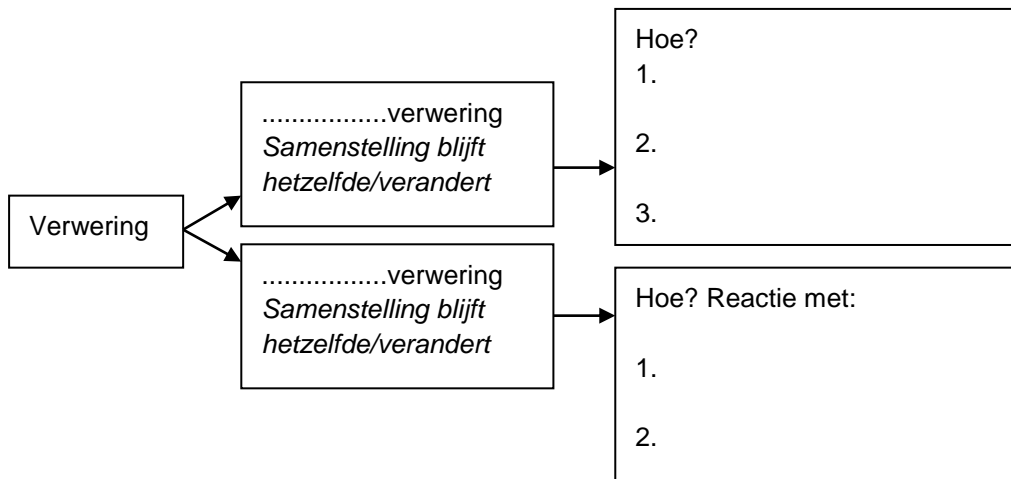 Verwering
.................verwering
Samenstelling blijft
hetzelfde/verandert
Hoe?
1.
2.
3.
.................verwering
Samenstelling blijft
hetzelfde/verandert
Hoe? Reactie met:
1.
2.